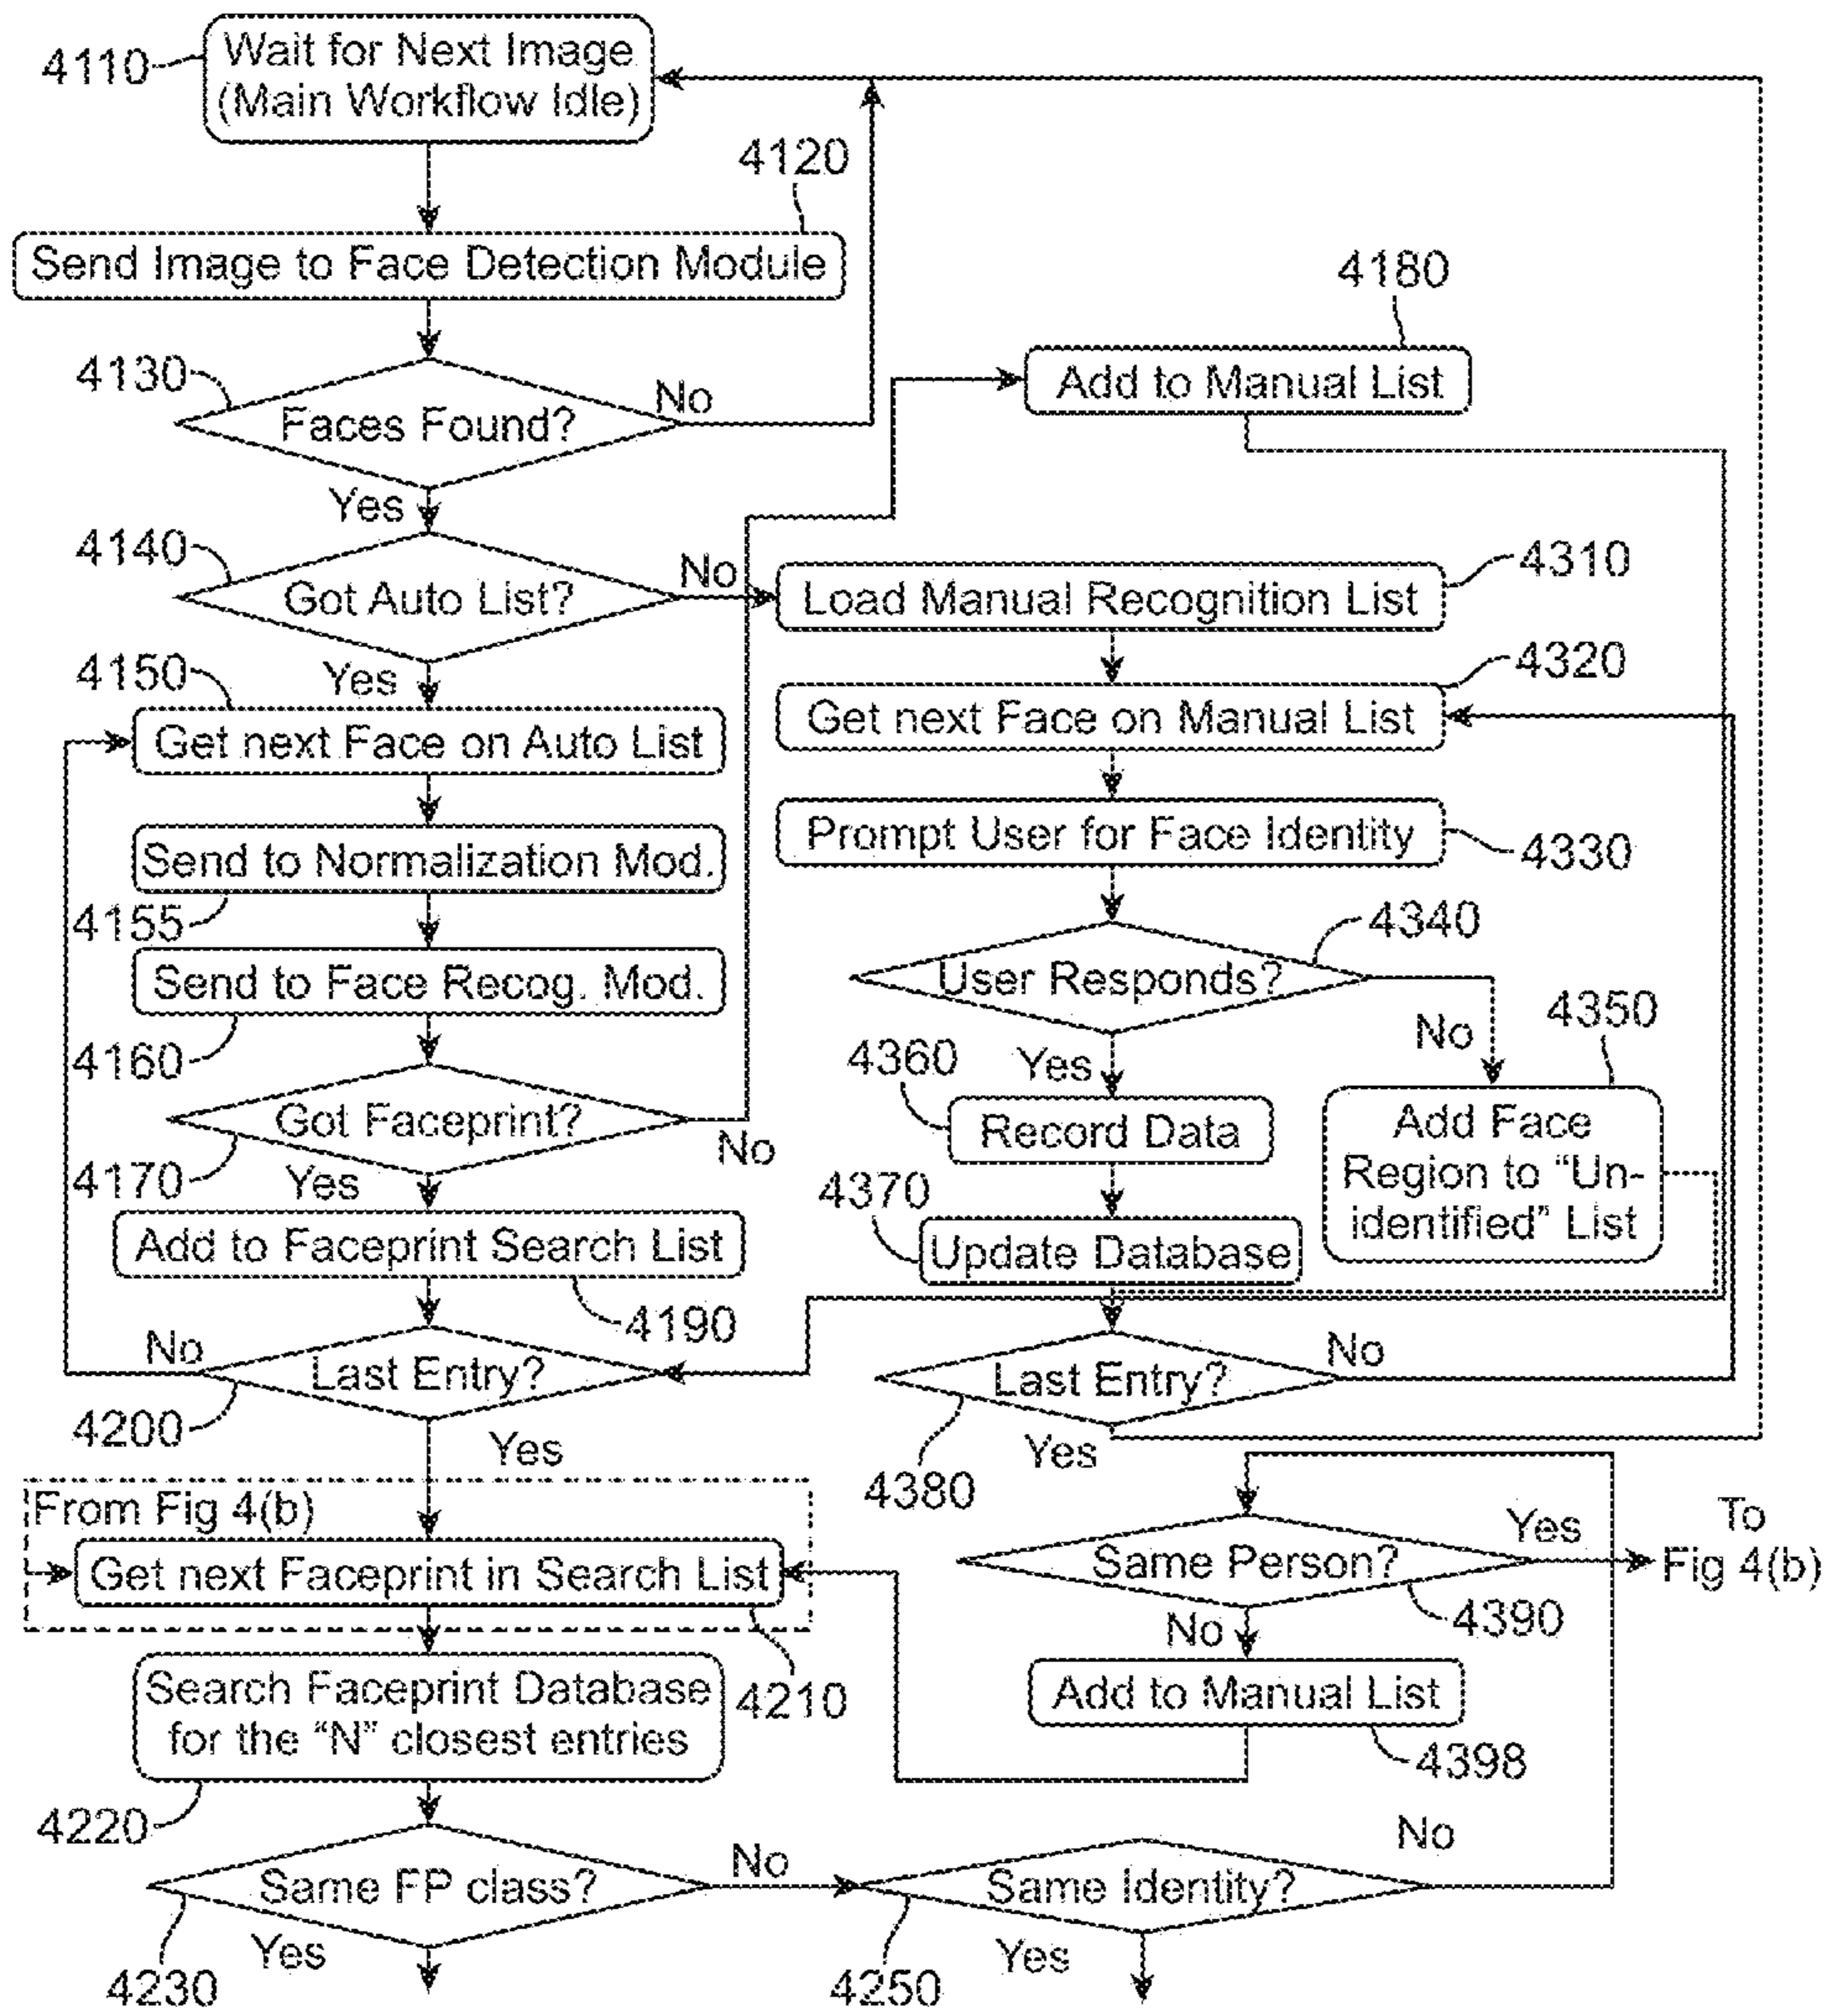 4110
Wait for Next Image
(Main Workflow Idle)
4120
Send Image to Face Detection Module
4180
4130
Faces Found?
No
Add to Manual List
Yes
4140
Got Auto List?
No
Load Manual Recognition List
4310
Yes
4150
Get next Face on Auto List
4320
Get next Face on Manual List
Send to Normalization Mod.
4155
Prompt User for Face Identity
4330
Send to Face Recog. Mod.
4160
4340
User Responds?
No
4350
Yes
4360
Record Data
Add Face
Region to “Un-
identified” List
Got Faceprint?
No
4170
Yes
4370
Update Database
Add to Faceprint Search List
4190
No
Last Entry?
4200
Yes
Last Entry?
No
4380
Yes
From Fig 4(b)
Get next Faceprint in Search List
4210
Same Person?
Yes
To
Fig 4(b)
4390
No
Add to Manual List
4398
Search Faceprint Database
for the “N” closest entries
4220
Same FP class?
No
4230
Yes
Same Identity?
No
4250
Yes